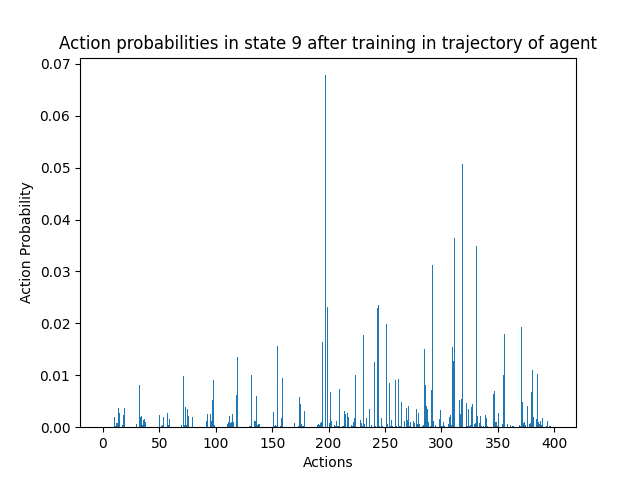 Action probabilities in state 9 after training in trajectory of agent
0.07
0.06
0.05
0.04
0.03
0.02
0.01
0.00
Action Probability
0 50 100 150 200 250 300 350 400
Actions